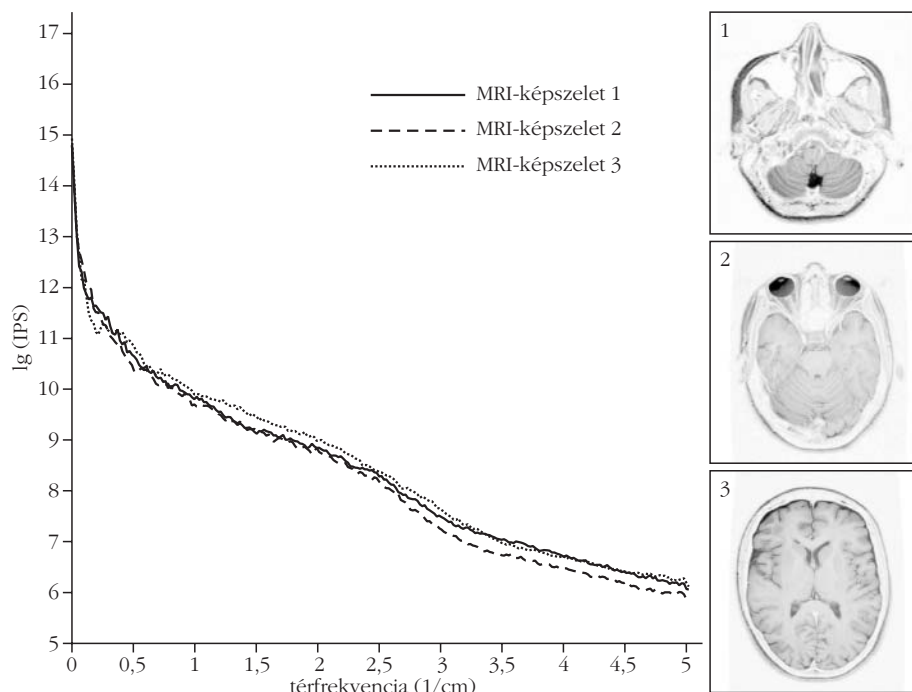 17
16
15
14
13
12
11
10
9
8
7
6
5
lg (IPS)
MRI-képszelet 1
MRI-képszelet 2
MRI-képszelet 3
0 0,5 1 1,5 2 2,5 3 3,5 4 4,5 5
térfrekvencia (1/cm)
1
2
3